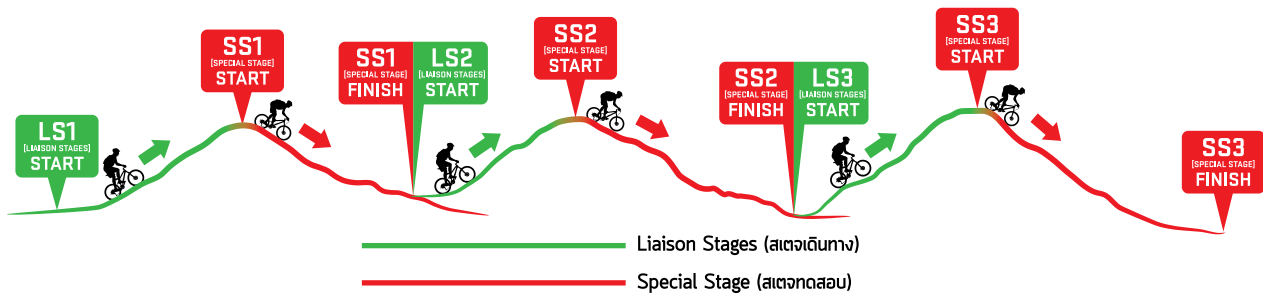 LS1
[LIAISON STAGES]
START
SS1
[SPECIAL STAGE]
START
SS1
[SPECIAL STAGE]
FINISH
LS2
[LIAISON STAGES]
START
SS2
[SPECIAL STAGE]
START
SS2
[SPECIAL STAGE]
FINISH
LS3
[LIAISON STAGES]
START
SS3
[SPECIAL STAGE]
START
SS3
[SPECIAL STAGE]
FINISH
Liaison Stages (สเตจเดินทาง)
Special Stage (สเตจทดสอบ)